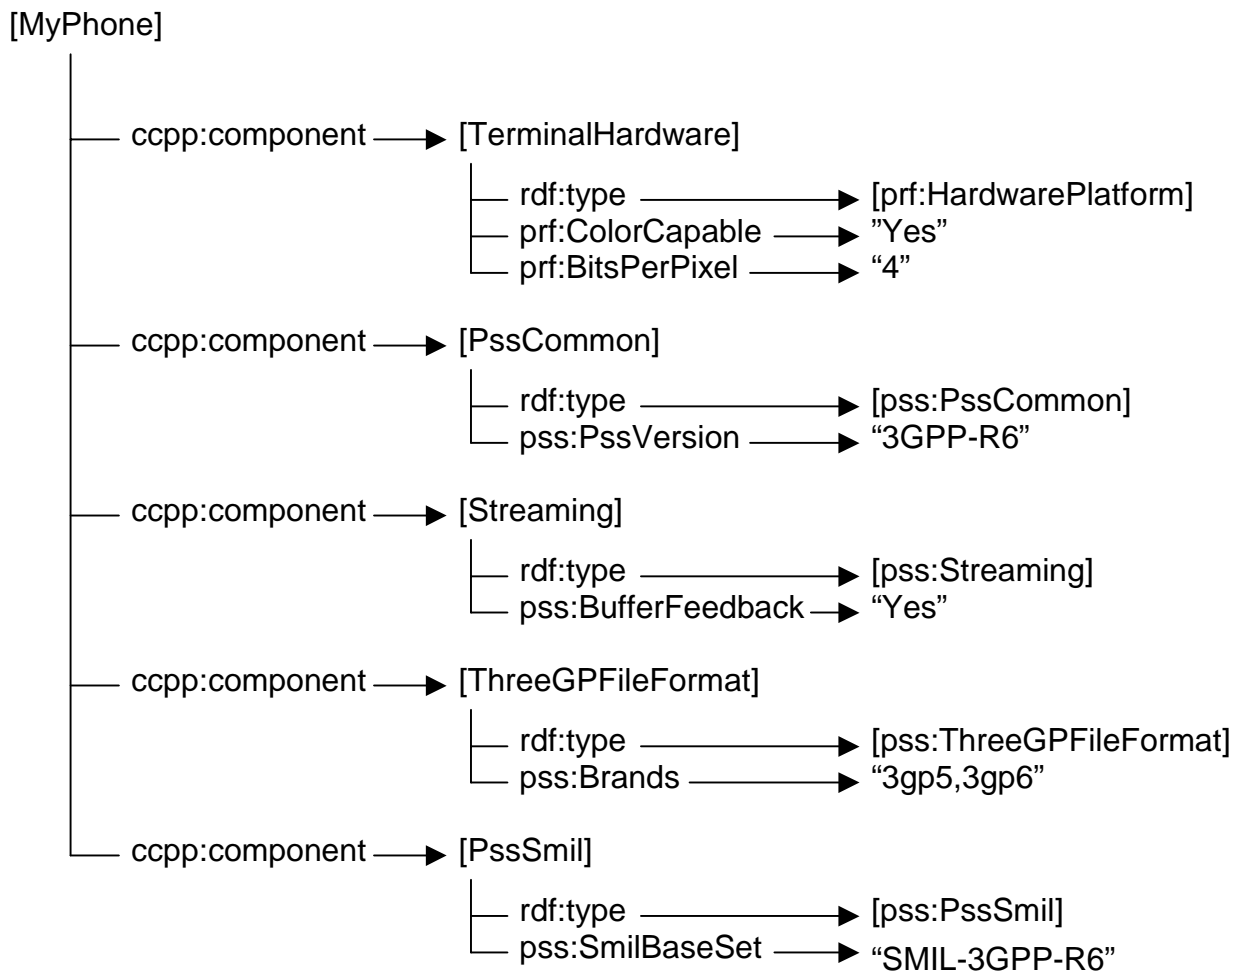 [MyPhone]
ccpp:component [TerminalHardware]
rdf:type [prf:HardwarePlatform]
prf:ColorCapable ”Yes”
prf:BitsPerPixel “4”
ccpp:component [PssCommon]
rdf:type [pss:PssCommon]
pss:PssVersion “3GPP-R6”
ccpp:component [Streaming]
rdf:type [pss:Streaming]
pss:BufferFeedback “Yes”
ccpp:component [ThreeGPFileFormat]
rdf:type [pss:ThreeGPFileFormat]
pss:Brands “3gp5,3gp6”
ccpp:component [PssSmil]
rdf:type [pss:PssSmil]
pss:SmilBaseSet “SMIL-3GPP-R6”